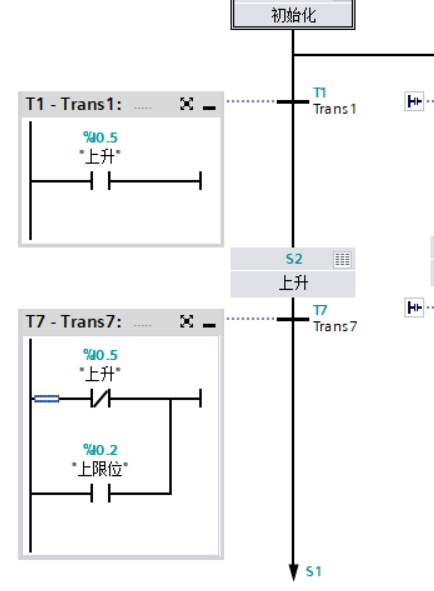 初始化
T1 - Trans1: .....
T1
Trans1
%I0.5
"上升"
S2
上升
T7 - Trans7: .....
T7
Trans7
%I0.5
"上升"
%I0.2
"上限位"
S1